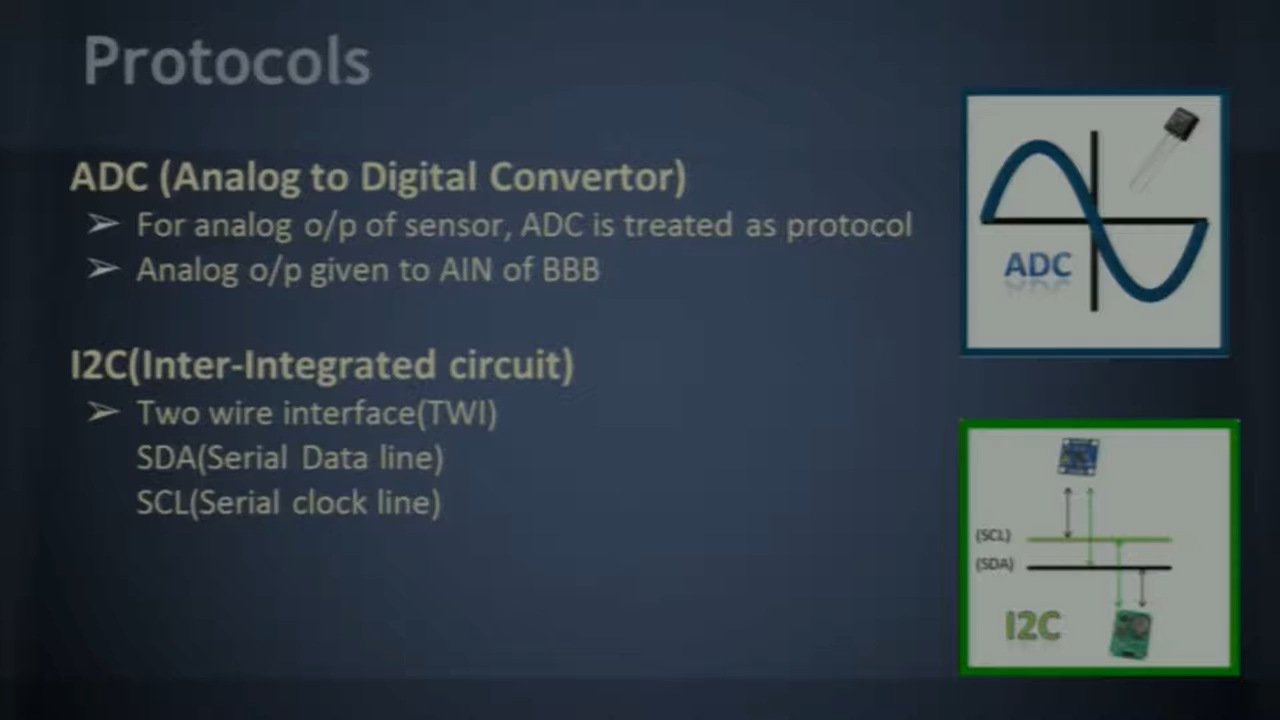 Protocols
ADC (Analog to Digital Convertor)
➢ For analog o/p of sensor, ADC is treated as protocol
➢ Analog o/p given to AIN of BBB
I2C(Inter-Integrated circuit)
➢ Two wire interface(TWI)
SDA(Serial Data line)
SCL(Serial clock line)
ADC
(SCL)
(SDA)
I2C